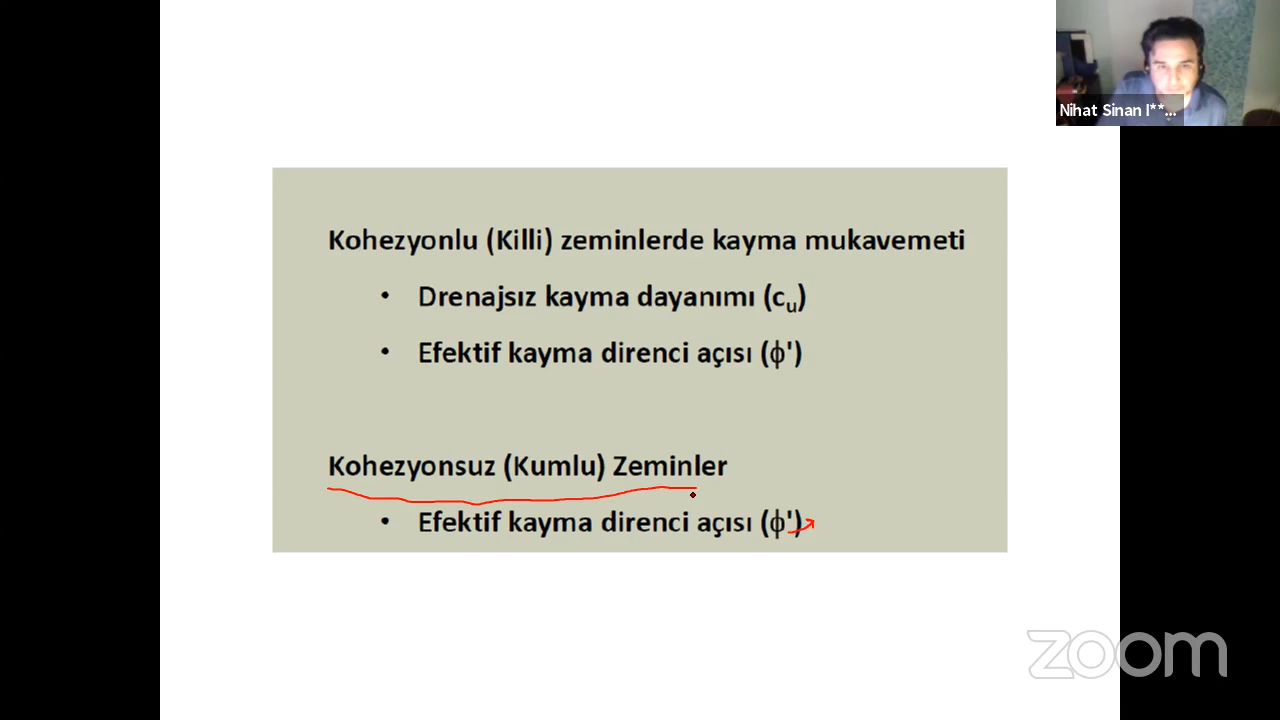 Nihat Sinan I**...
Kohezyonlu (Killi) zeminlerde kayma mukavemeti
• Drenajsız kayma dayanımı (cu)
• Efektif kayma direnci açısı (ϕ')
Kohezyonsuz (Kumlu) Zeminler
• Efektif kayma direnci açısı (ϕ')
zoom